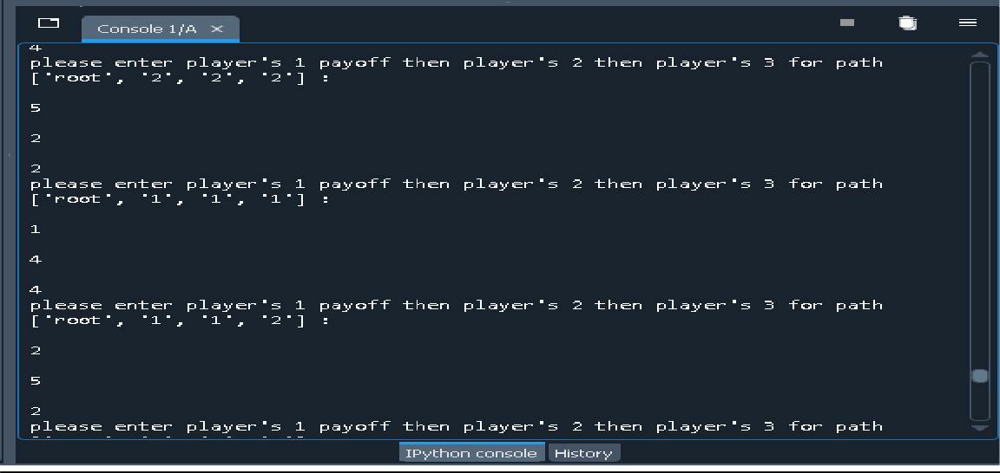 Console 1/A ×
4
please enter player's 1 payoff then player's 2 then player's 3 for path
['root', '2', '2', '2'] :
5
2
2
please enter player's 1 payoff then player's 2 then player's 3 for path
['root', '1', '1', '1'] :
1
4
4
please enter player's 1 payoff then player's 2 then player's 3 for path
['root', '1', '1', '2'] :
2
5
2
please enter player's 1 payoff then player's 2 then player's 3 for path
IPython console History